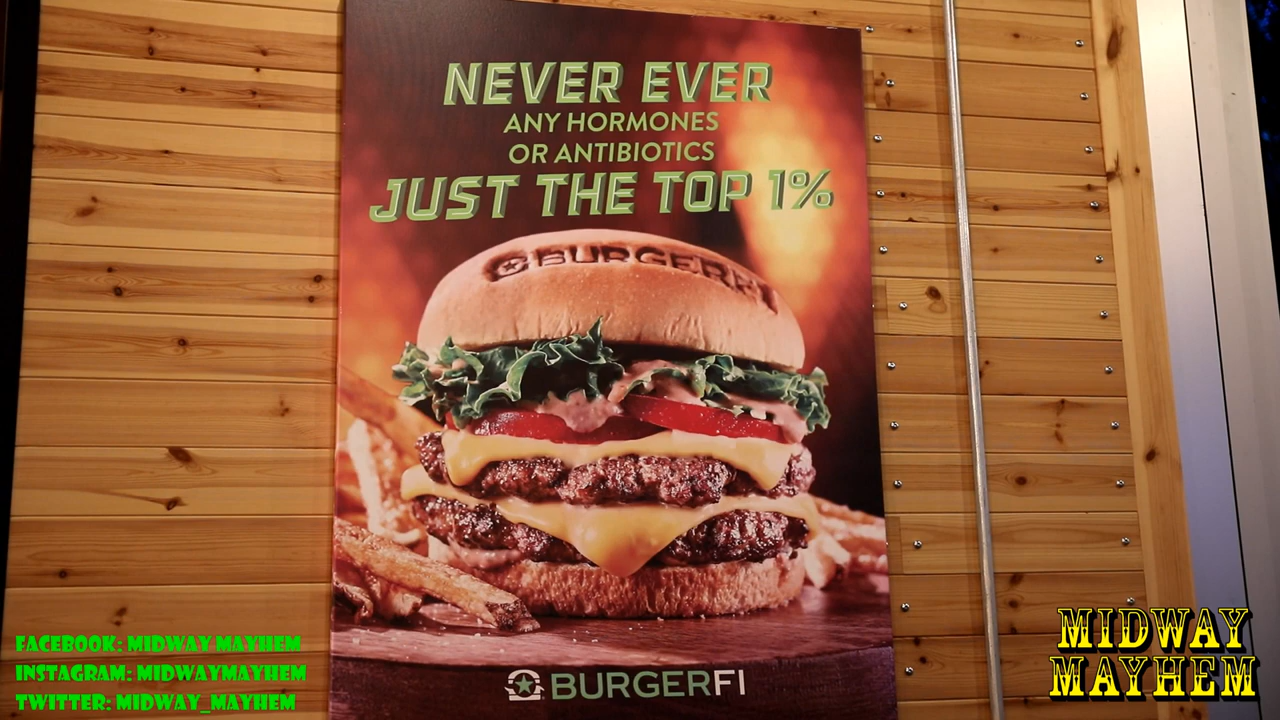 NEVER EVER
ANY HORMONES
OR ANTIBIOTICS
JUST THE TOP 1%
BURGERFI
BURGERFI
FACEBOOK: MIDWAY MAYHEM
INSTAGRAM: MIDWAYMAYHEM
TWITTER: MIDWAY_MAYHEM
MIDWAY
MAYHEM